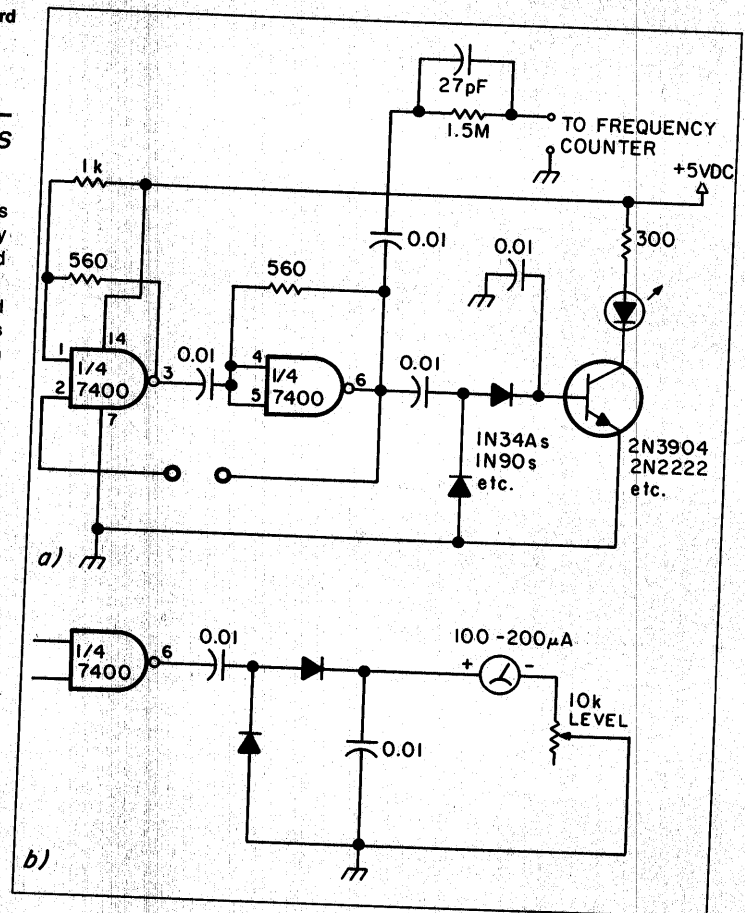 rd
S
s
y
d
d
s
27pF
1.5M
TO FREQUENCY
COUNTER
+5VDC
1k
0.01
0.01
300
560
560
14
1
2
1/4
7400
3
7
0.01
4
5
1/4
7400
6
0.01
1N34As
1N90s
etc.
2N3904
2N2222
etc.
a)
1/4
7400
6
0.01
100-200μA
+
-
10k
LEVEL
0.01
b)